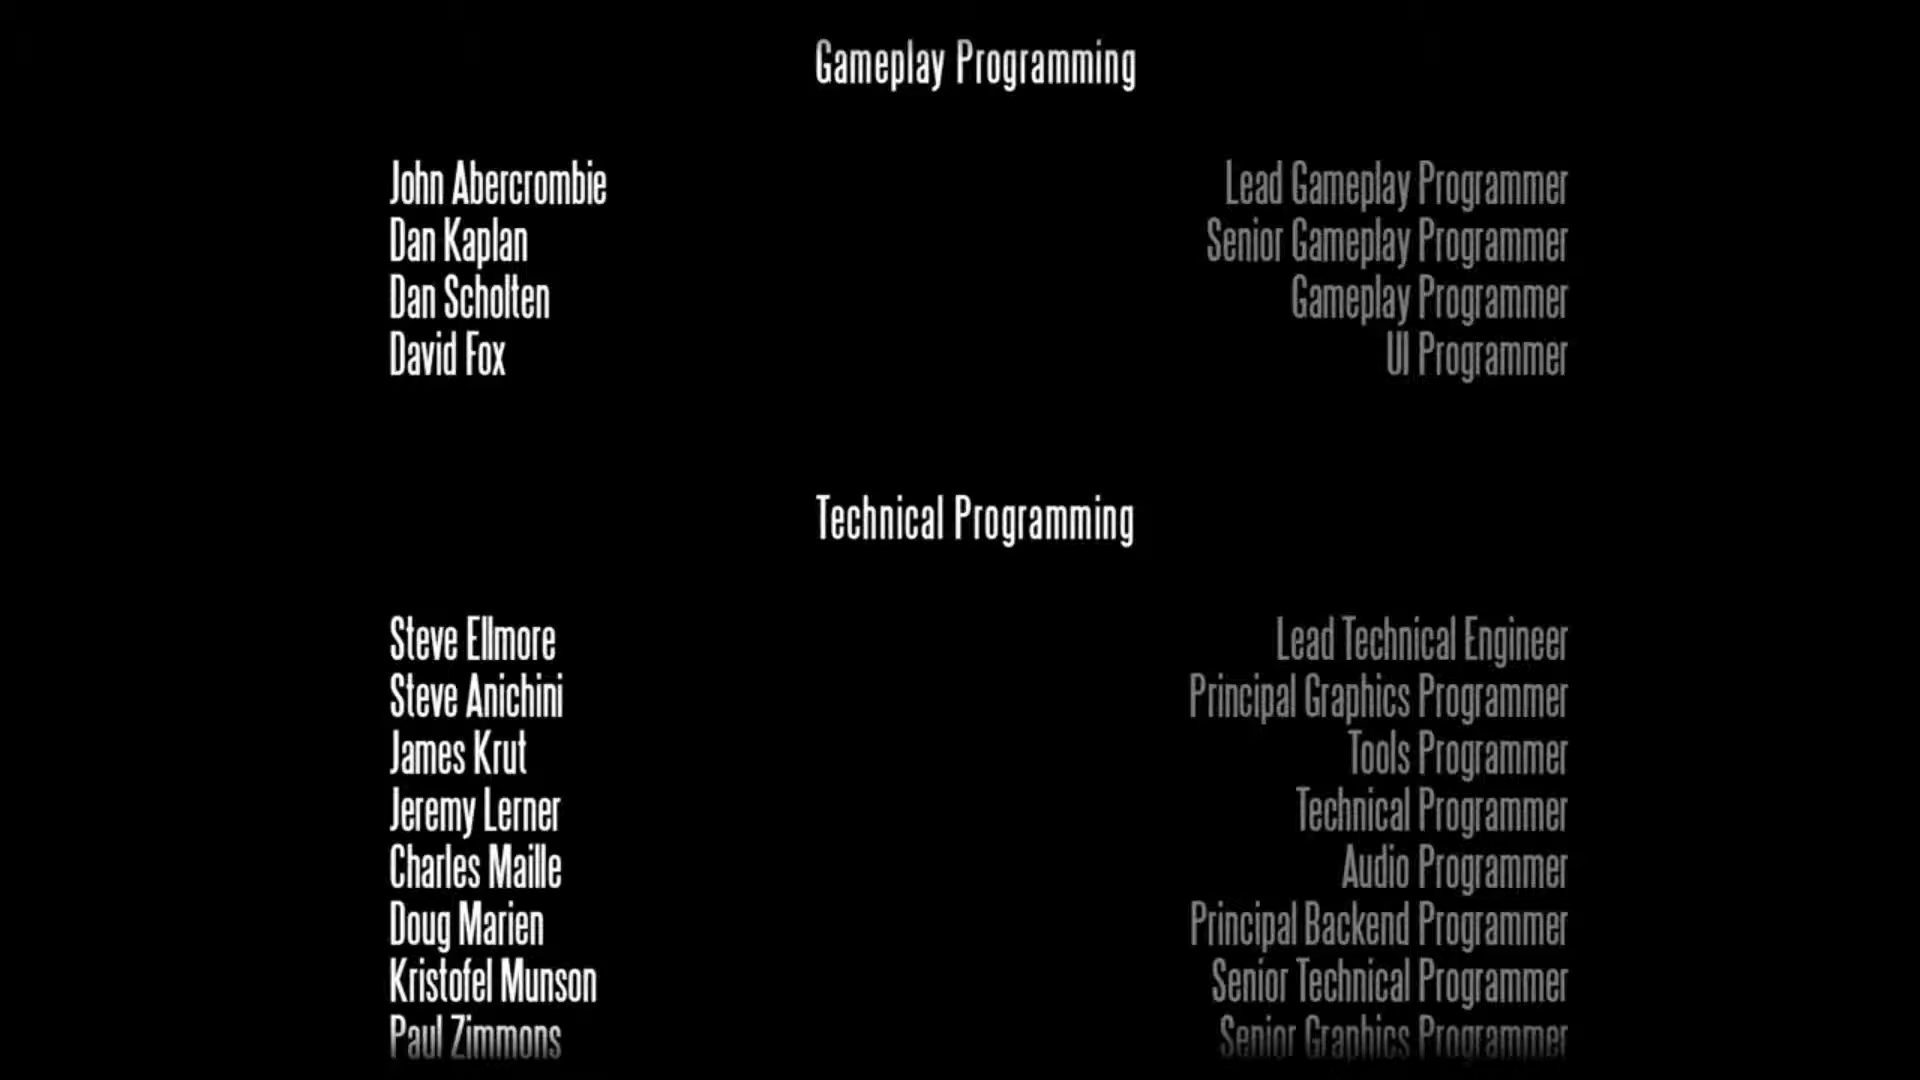 Gameplay Programming
John Abercrombie Lead Gameplay Programmer
Dan Kaplan Senior Gameplay Programmer
Dan Scholten Gameplay Programmer
David Fox UI Programmer
Technical Programming
Steve Ellmore Lead Technical Engineer
Steve Anichini Principal Graphics Programmer
James Krut Tools Programmer
Jeremy Lerner Technical Programmer
Charles Maille Audio Programmer
Doug Marien Principal Backend Programmer
Kristofel Munson Senior Technical Programmer
Paul Zimmons Senior Graphics Programmer